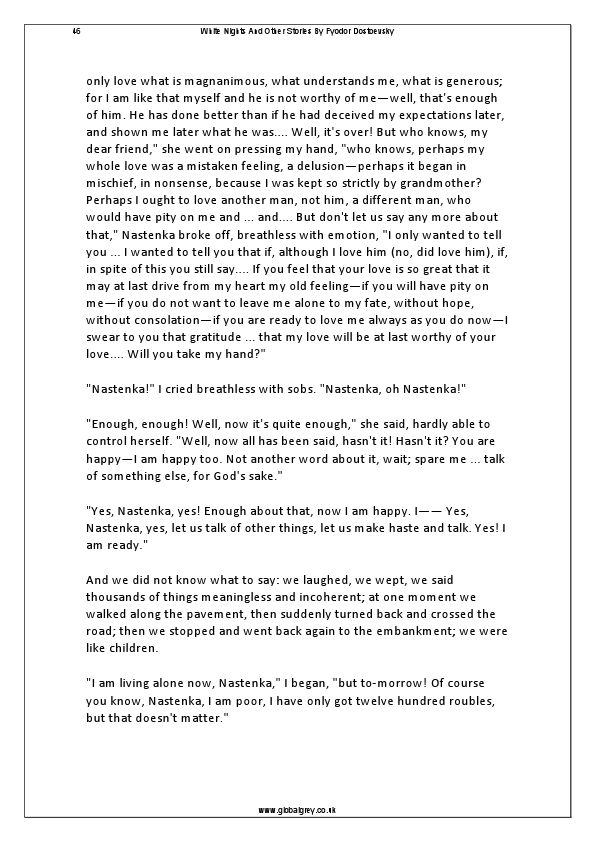 46
White Nights And Other Stories By Fyodor Dostoevsky
only love what is magnanimous, what understands me, what is generous;
for I am like that myself and he is not worthy of me—well, that's enough
of him. He has done better than if he had deceived my expectations later,
and shown me later what he was.... Well, it's over! But who knows, my
dear friend," she went on pressing my hand, "who knows, perhaps my
whole love was a mistaken feeling, a delusion—perhaps it began in
mischief, in nonsense, because I was kept so strictly by grandmother?
Perhaps I ought to love another man, not him, a different man, who
would have pity on me and ... and.... But don't let us say any more about
that," Nastenka broke off, breathless with emotion, "I only wanted to tell
you ... I wanted to tell you that if, although I love him (no, did love him), if,
in spite of this you still say.... If you feel that your love is so great that it
may at last drive from my heart my old feeling—if you will have pity on
me—if you do not want to leave me alone to my fate, without hope,
without consolation—if you are ready to love me always as you do now—I
swear to you that gratitude ... that my love will be at last worthy of your
love.... Will you take my hand?"
"Nastenka!" I cried breathless with sobs. "Nastenka, oh Nastenka!"
"Enough, enough! Well, now it's quite enough," she said, hardly able to
control herself. "Well, now all has been said, hasn't it! Hasn't it? You are
happy—I am happy too. Not another word about it, wait; spare me ... talk
of something else, for God's sake."
"Yes, Nastenka, yes! Enough about that, now I am happy. I—— Yes,
Nastenka, yes, let us talk of other things, let us make haste and talk. Yes! I
am ready."
And we did not know what to say: we laughed, we wept, we said
thousands of things meaningless and incoherent; at one moment we
walked along the pavement, then suddenly turned back and crossed the
road; then we stopped and went back again to the embankment; we were
like children.
"I am living alone now, Nastenka," I began, "but to-morrow! Of course
you know, Nastenka, I am poor, I have only got twelve hundred roubles,
but that doesn't matter."
www.globalgrey.co.uk